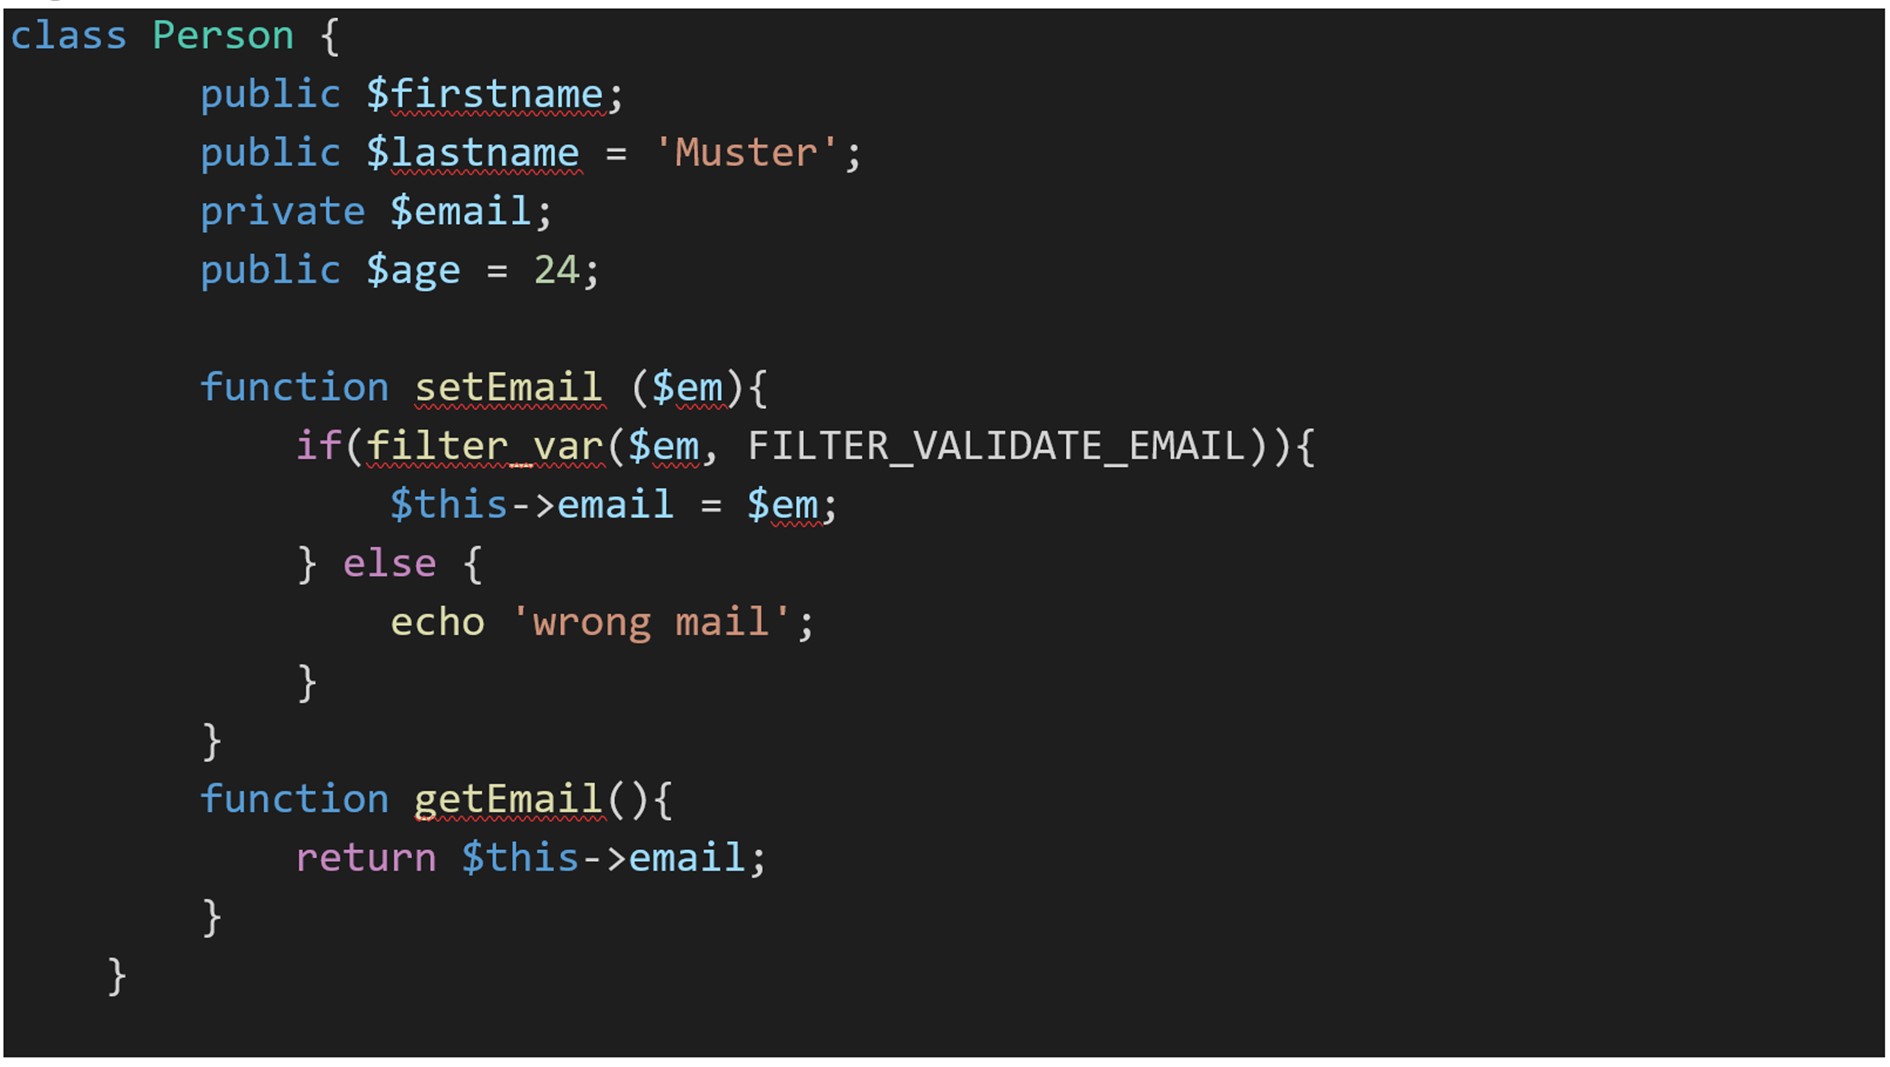 class Person {
public $firstname;
public $lastname = 'Muster';
private $email;
public $age = 24;
function setEmail ($em){
if(filter_var($em, FILTER_VALIDATE_EMAIL)){
$this->email = $em;
} else {
echo 'wrong mail';
}
}
function getEmail(){
return $this->email;
}
}